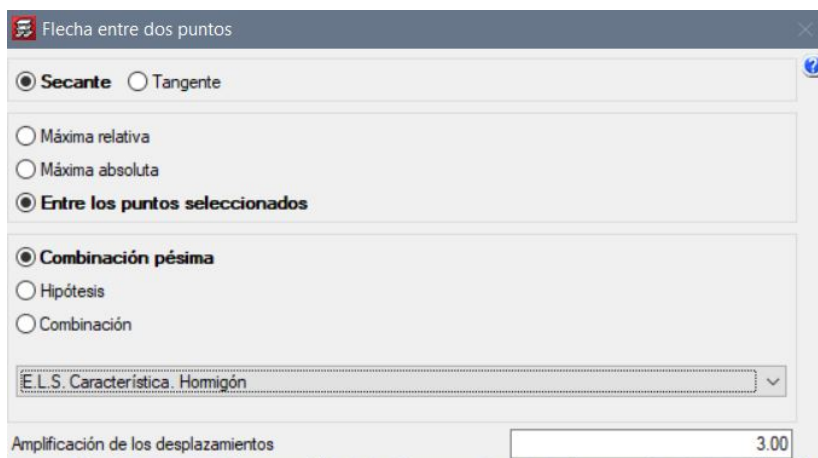 Flecha entre dos puntos
Secante Tangente
Máxima relativa
Máxima absoluta
Entre los puntos seleccionados
Combinación pésima
Hipótesis
Combinación
E.L.S. Característica. Hormigón
Amplificación de los desplazamientos 3.00